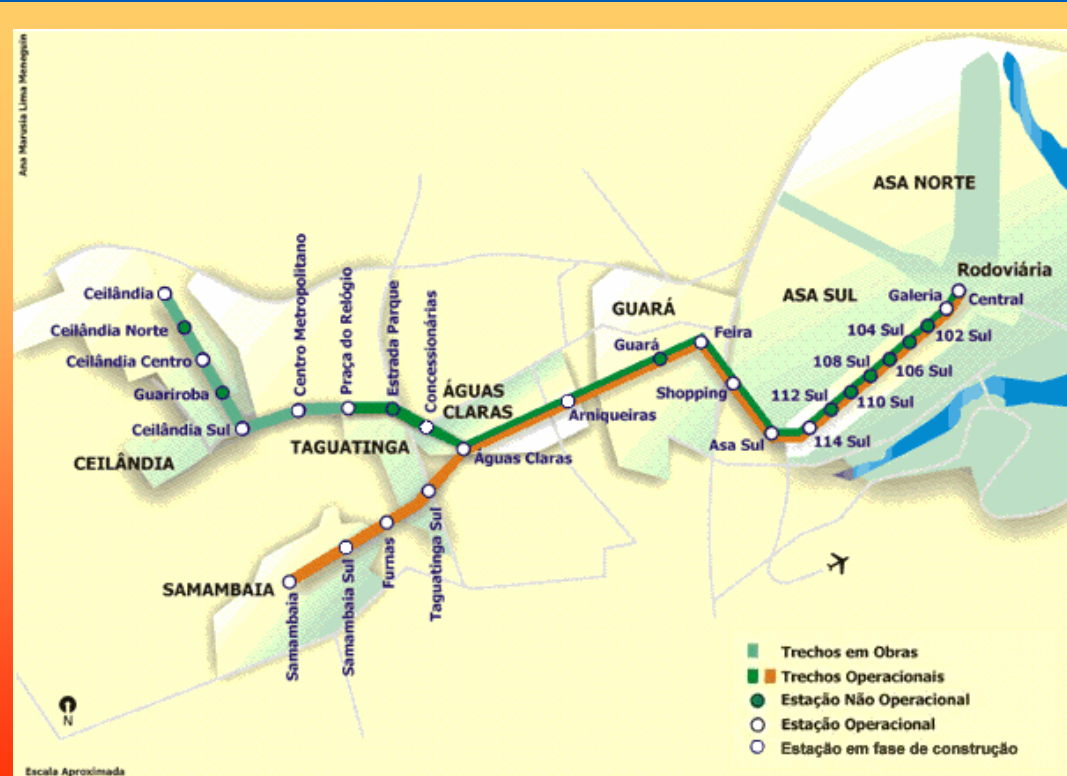 Ana Marusia Lima Meneguin
ASA NORTE
Rodoviária
Central
Galeria
ASA SUL
102 Sul
104 Sul
106 Sul
108 Sul
110 Sul
112 Sul
114 Sul
Asa Sul
Shopping
Feira
GUARÁ
Guará
Arniqueiras
ÁGUAS
CLARAS
Águas Claras
Concessionárias
Estrada Parque
Praça do Relógio
Centro Metropolitano
TAGUATINGA
Ceilândia
Ceilândia Norte
Ceilândia Centro
Guariroba
Ceilândia Sul
CEILÂNDIA
Taguatinga Sul
Furnas
Samambaia Sul
Samambaia
SAMAMBAIA
N
Escala Aproximada
Trechos em Obras
Trechos Operacionais
Estação Não Operacional
Estação Operacional
Estação em fase de construção